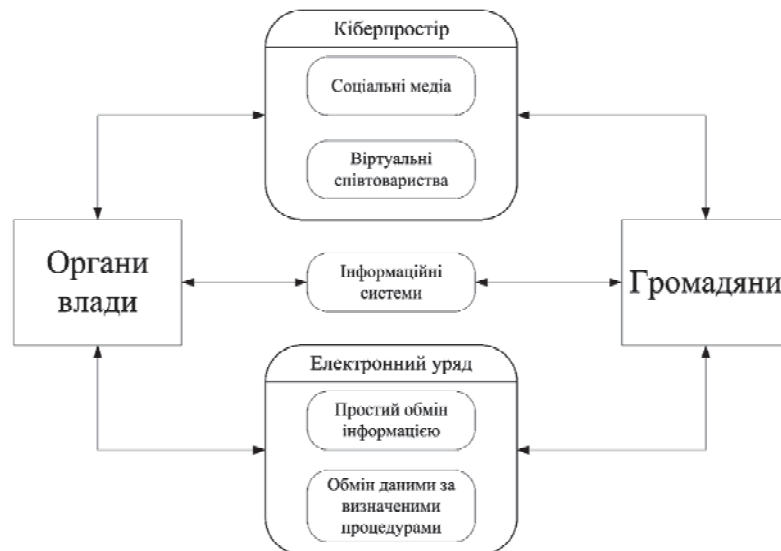 Кіберпростір
Соціальні медіа
Віртуальні
співтовариства
Органи
влади
Інформаційні
системи
Громадяни
Електронний уряд
Простий обмін
інформацією
Обмін даними за
визначеними
процедурами